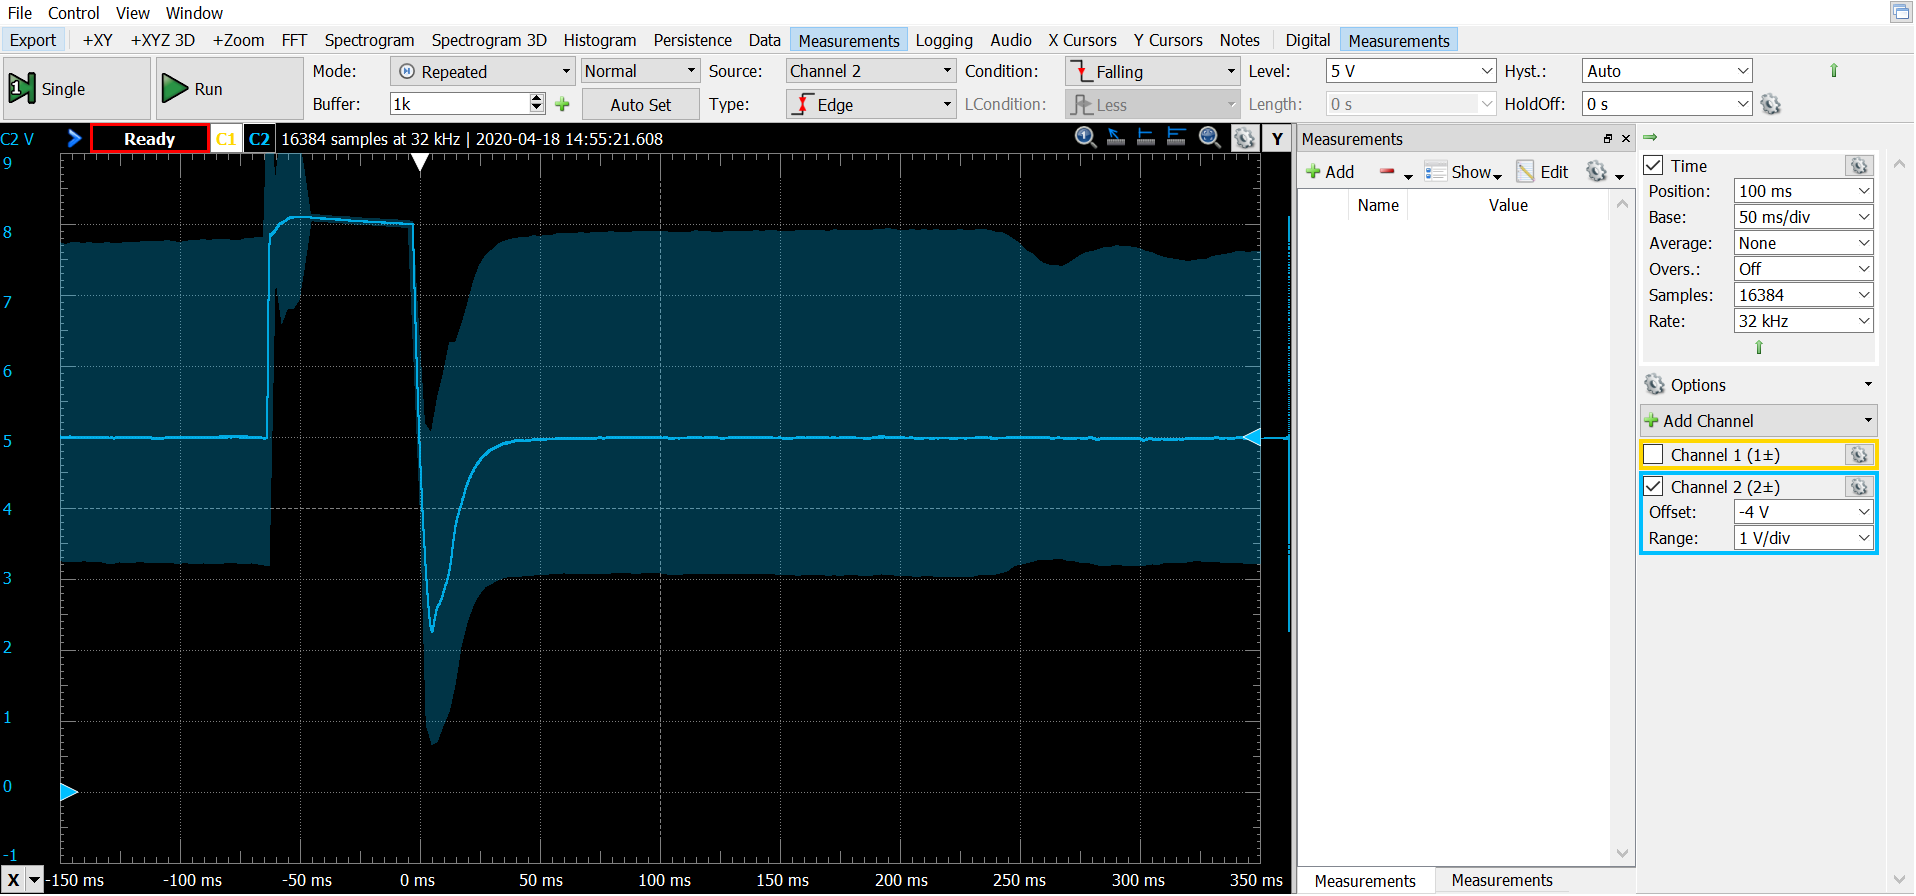 File Control View Window
Export +XY +XYZ 3D +Zoom FFT Spectrogram Spectrogram 3D Histogram Persistence Data Measurements Logging Audio X Cursors Y Cursors Notes Digital Measurements
Single Run Mode: Repeated Normal Source: Channel 2 Condition: Falling Level: 5 V Hyst.: Auto
Buffer: 1k Auto Set Type: Edge LCondition: Less Length: 0 s HoldOff: 0 s
C2 V Ready C1 C2 16384 samples at 32 kHz | 2020-04-18 14:55:21.608 Y
9
8
7
6
5
4
3
2
1
0
-1
X -150 ms -100 ms -50 ms 0 ms 50 ms 100 ms 150 ms 200 ms 250 ms 300 ms 350 ms
Measurements
Add Show Edit
Name Value
Measurements Measurements
Time
Position: 100 ms
Base: 50 ms/div
Average: None
Overs.: Off
Samples: 16384
Rate: 32 kHz
Options
Add Channel
Channel 1 (1±)
Channel 2 (2±)
Offset: -4 V
Range: 1 V/div